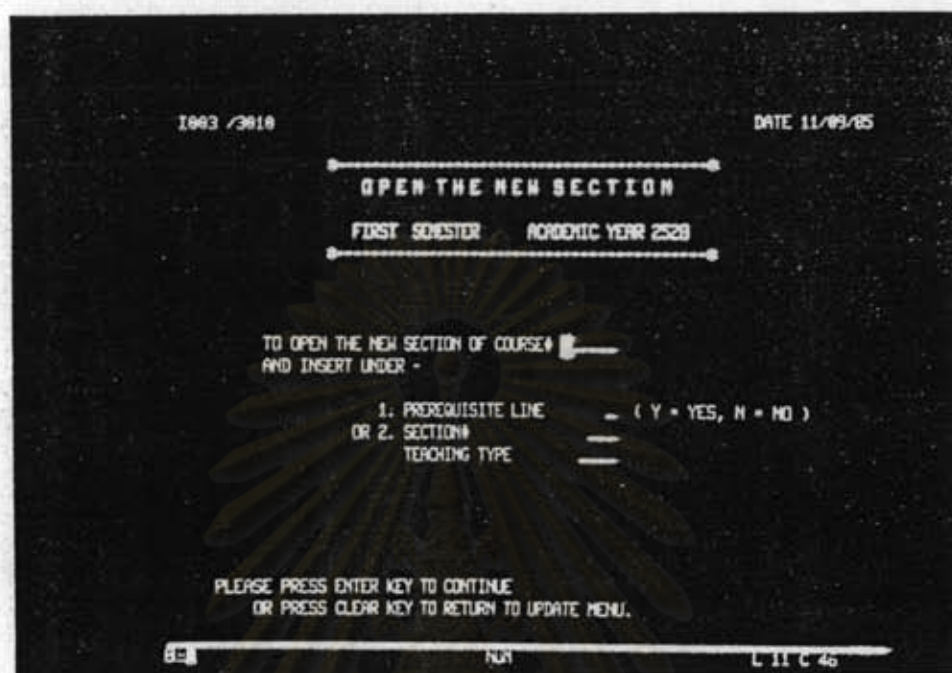 I003 /3010 DATE 11/09/85
OPEN THE NEW SECTION
FIRST SEMESTER ACADEMIC YEAR 2528
TO OPEN THE NEW SECTION OF COURSE#
AND INSERT UNDER -
1. PREREQUISITE LINE _ ( Y = YES, N = NO )
OR 2. SECTION#
TEACHING TYPE
PLEASE PRESS ENTER KEY TO CONTINUE
OR PRESS CLEAR KEY TO RETURN TO UPDATE MENU.
NUM L 11 C 46